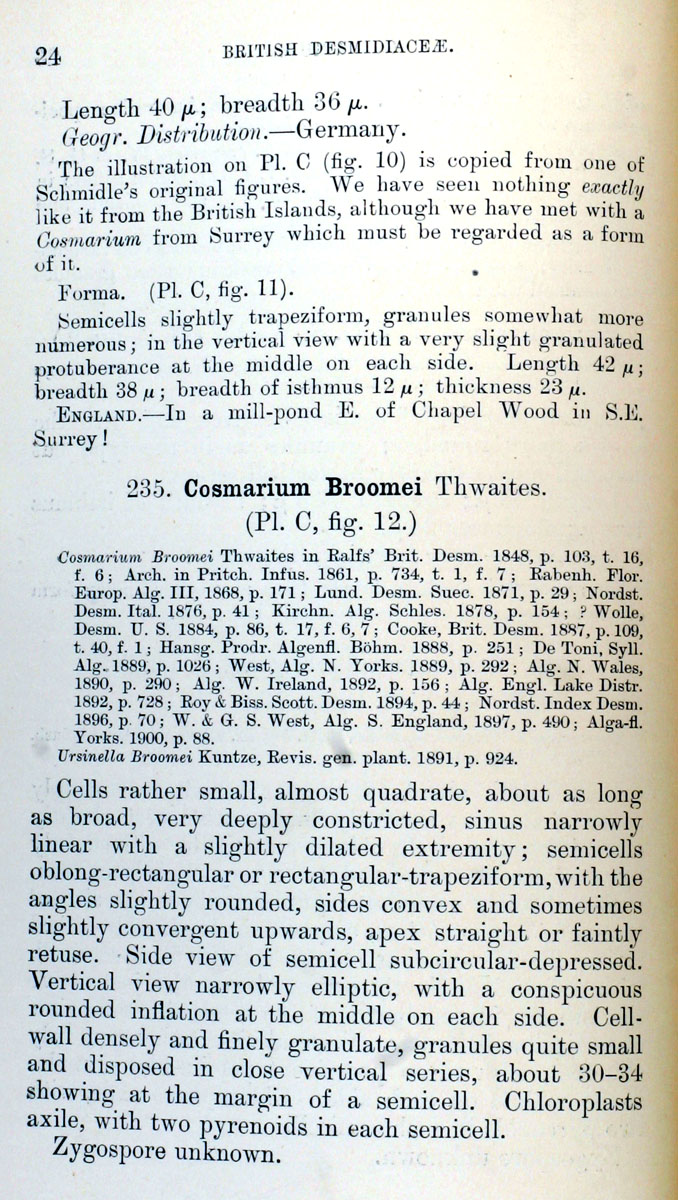 24
BRITISH DESMIDIACEÆ.
Length 40 μ; breadth 36 μ.
Geogr. Distribution.—Germany.
The illustration on Pl. C (fig. 10) is copied from one of
Schmidle's original figures. We have seen nothing exactly
like it from the British Islands, although we have met with a
Cosmarium from Surrey which must be regarded as a form
of it.
Forma. (Pl. C, fig. 11).
Semicells slightly trapeziform, granules somewhat more
numerous; in the vertical view with a very slight granulated
protuberance at the middle on each side. Length 42 μ;
breadth 38 μ; breadth of isthmus 12 μ; thickness 23 μ.
ENGLAND.—In a mill-pond E. of Chapel Wood in S.E.
Surrey!
235. Cosmarium Broomei Thwaites.
(Pl. C, fig. 12.)
Cosmarium Broomei Thwaites in Ralfs' Brit. Desm. 1848, p. 103, t. 16,
f. 6; Arch. in Pritch. Infus. 1861, p. 734, t. 1, f. 7; Rabenh. Flor.
Europ. Alg. III, 1868, p. 171; Lund. Desm. Suec. 1871, p. 29; Nordst.
Desm. Ital. 1876, p. 41; Kirchn. Alg. Schles. 1878, p. 154; ? Wolle,
Desm. U. S. 1884, p. 86, t. 17, f. 6, 7; Cooke, Brit. Desm. 1887, p. 109,
t. 40, f. 1; Hansg. Prodr. Algenfl. Böhm. 1888, p. 251; De Toni, Syll.
Alg. 1889, p. 1026; West, Alg. N. Yorks. 1889, p. 292; Alg. N. Wales,
1890, p. 290; Alg. W. Ireland, 1892, p. 156; Alg. Engl. Lake Distr.
1892, p. 728; Roy & Biss. Scott. Desm. 1894, p. 44; Nordst. Index Desm.
1896, p. 70; W. & G. S. West, Alg. S. England, 1897, p. 490; Alga-fl.
Yorks. 1900, p. 88.
Ursinella Broomei Kuntze, Revis. gen. plant. 1891, p. 924.
Cells rather small, almost quadrate, about as long
as broad, very deeply constricted, sinus narrowly
linear with a slightly dilated extremity; semicells
oblong-rectangular or rectangular-trapeziform, with the
angles slightly rounded, sides convex and sometimes
slightly convergent upwards, apex straight or faintly
retuse. Side view of semicell subcircular-depressed.
Vertical view narrowly elliptic, with a conspicuous
rounded inflation at the middle on each side. Cell-
wall densely and finely granulate, granules quite small
and disposed in close vertical series, about 30–34
showing at the margin of a semicell. Chloroplasts
axile, with two pyrenoids in each semicell.
Zygospore unknown.